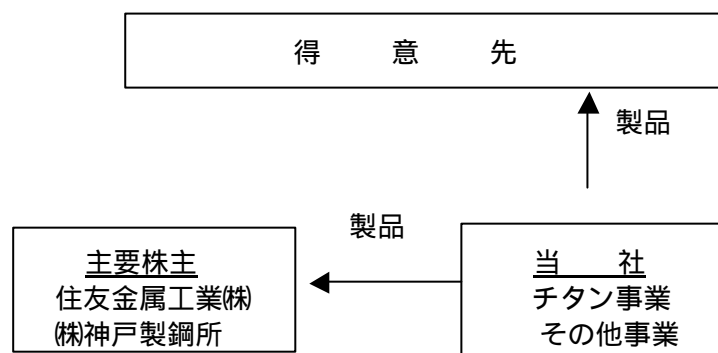 得 意 先
製品
製品
主要株主
住友金属工業㈱
㈱神戸製鋼所
当 社
チタン事業
その他事業